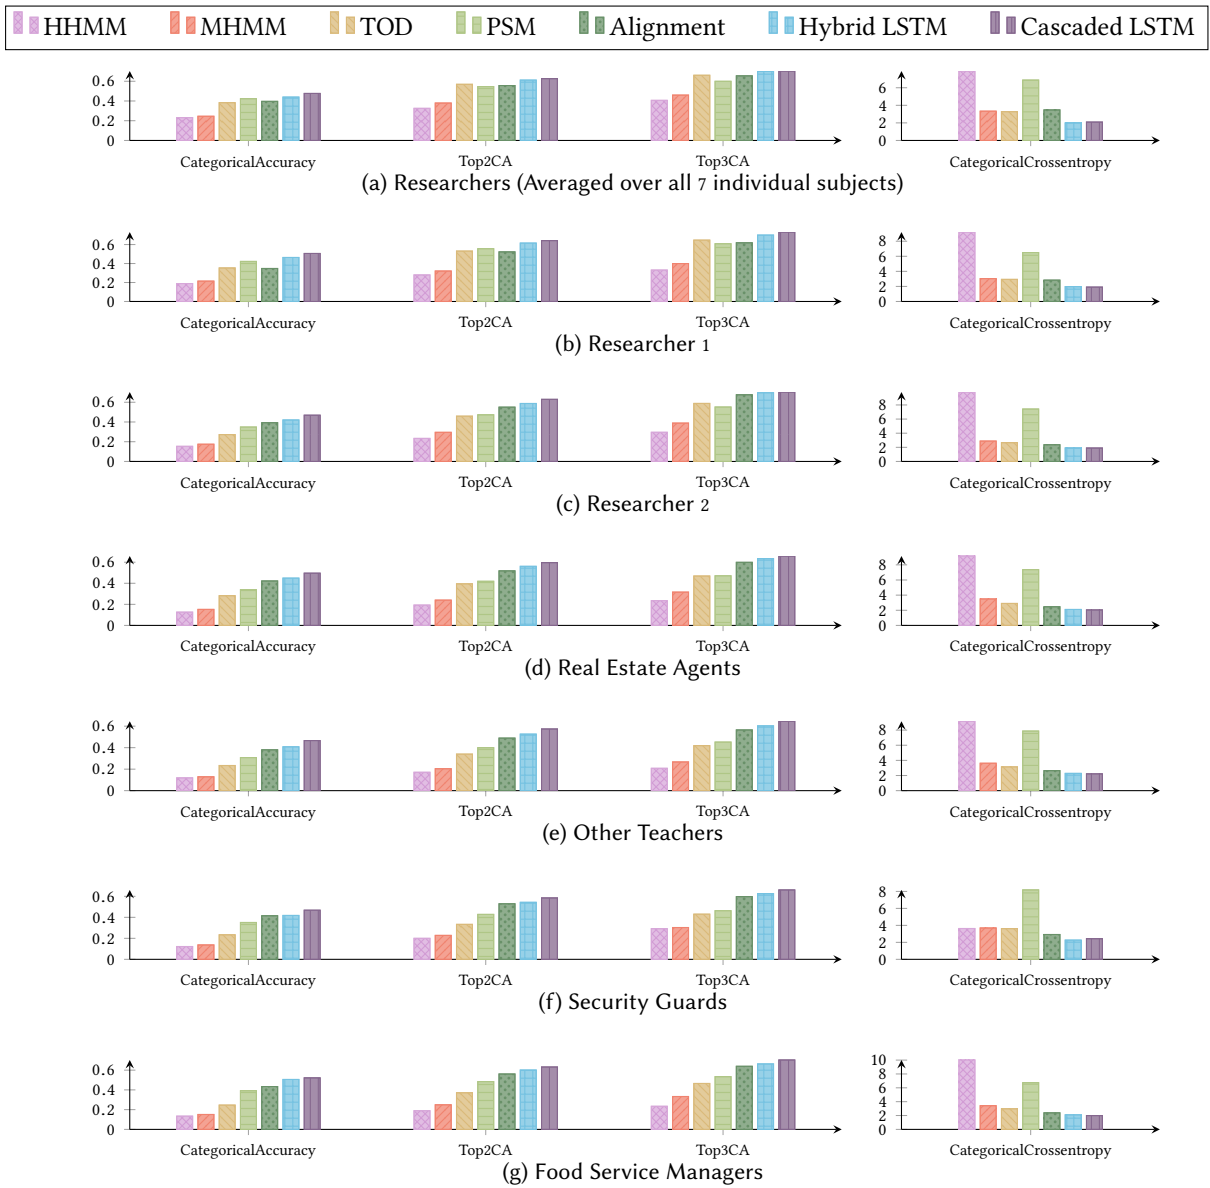 HHMM MHMM TOD PSM Alignment Hybrid LSTM Cascaded LSTM
0.6
0.4
0.2
0
CategoricalAccuracy Top2CA Top3CA
6
4
2
0
CategoricalCrossentropy
(a) Researchers (Averaged over all 7 individual subjects)
0.6
0.4
0.2
0
CategoricalAccuracy Top2CA Top3CA
8
6
4
2
0
CategoricalCrossentropy
(b) Researcher 1
0.6
0.4
0.2
0
CategoricalAccuracy Top2CA Top3CA
8
6
4
2
0
CategoricalCrossentropy
(c) Researcher 2
0.6
0.4
0.2
0
CategoricalAccuracy Top2CA Top3CA
8
6
4
2
0
CategoricalCrossentropy
(d) Real Estate Agents
0.6
0.4
0.2
0
CategoricalAccuracy Top2CA Top3CA
8
6
4
2
0
CategoricalCrossentropy
(e) Other Teachers
0.6
0.4
0.2
0
CategoricalAccuracy Top2CA Top3CA
8
6
4
2
0
CategoricalCrossentropy
(f) Security Guards
0.6
0.4
0.2
0
CategoricalAccuracy Top2CA Top3CA
10
8
6
4
2
0
CategoricalCrossentropy
(g) Food Service Managers